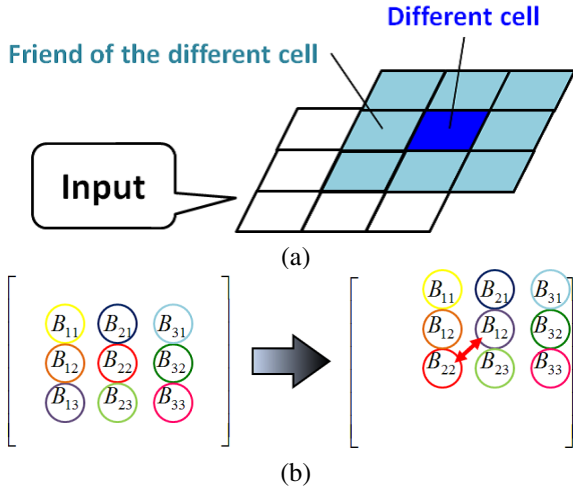 Different cell
Friend of the different cell
Input
(a)
B11 B21 B31
B12 B22 B32
B13 B23 B33
B11 B21 B31
B12 B12 B32
B22 B23 B33
(b)